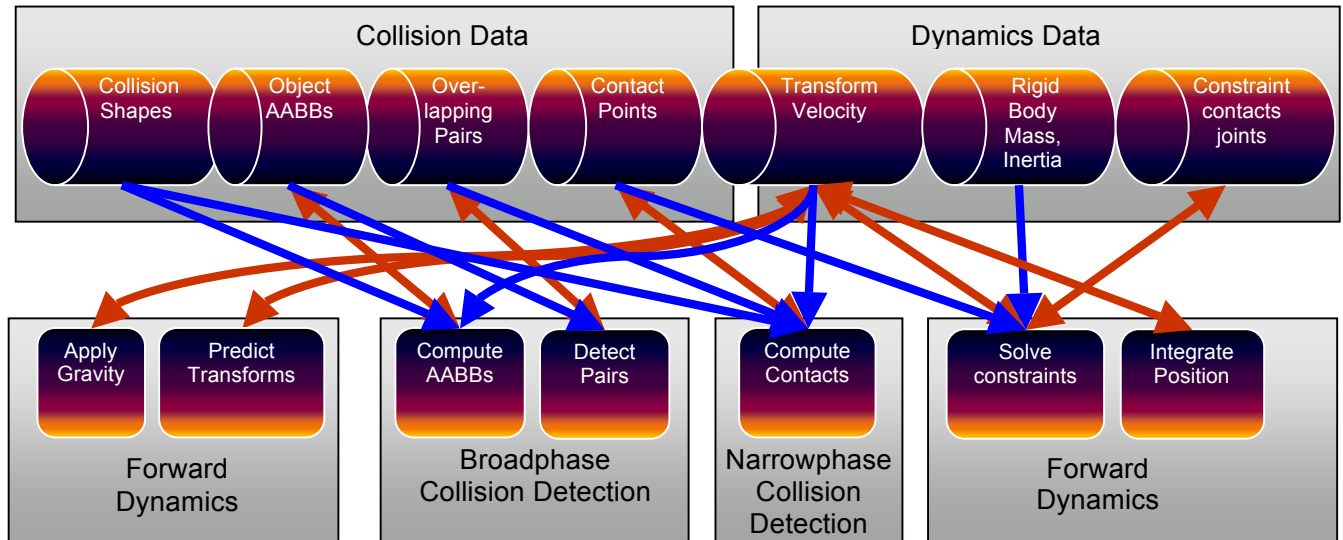 Collision Data
Dynamics Data
Collision
Shapes
Object
AABBs
Over-
lapping
Pairs
Contact
Points
Transform
Velocity
Rigid
Body
Mass,
Inertia
Constraint
contacts
joints
Apply
Gravity
Predict
Transforms
Compute
AABBs
Detect
Pairs
Compute
Contacts
Solve
constraints
Integrate
Position
Forward
Dynamics
Broadphase
Collision Detection
Narrowphase
Collision
Detection
Forward
Dynamics